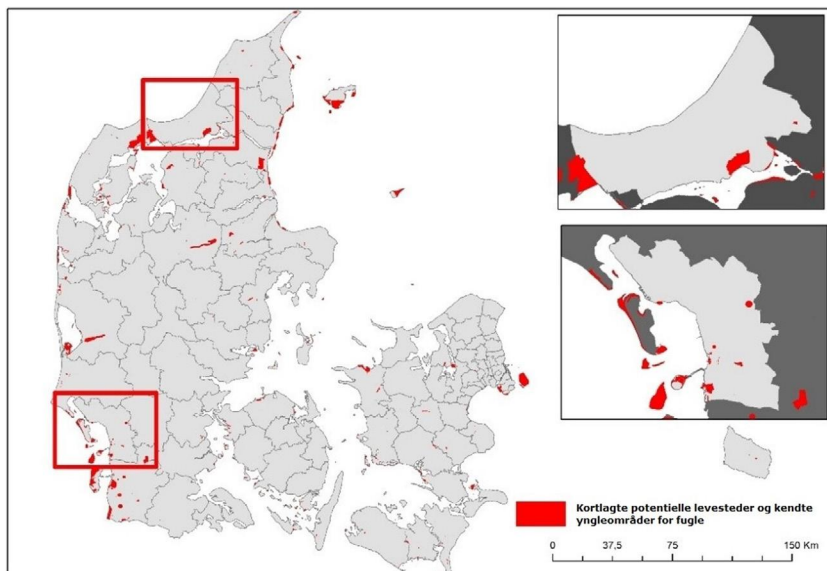 Kortlagte potentielle levesteder og kendte
yngleområder for fugle
0 37,5 75 150 Km